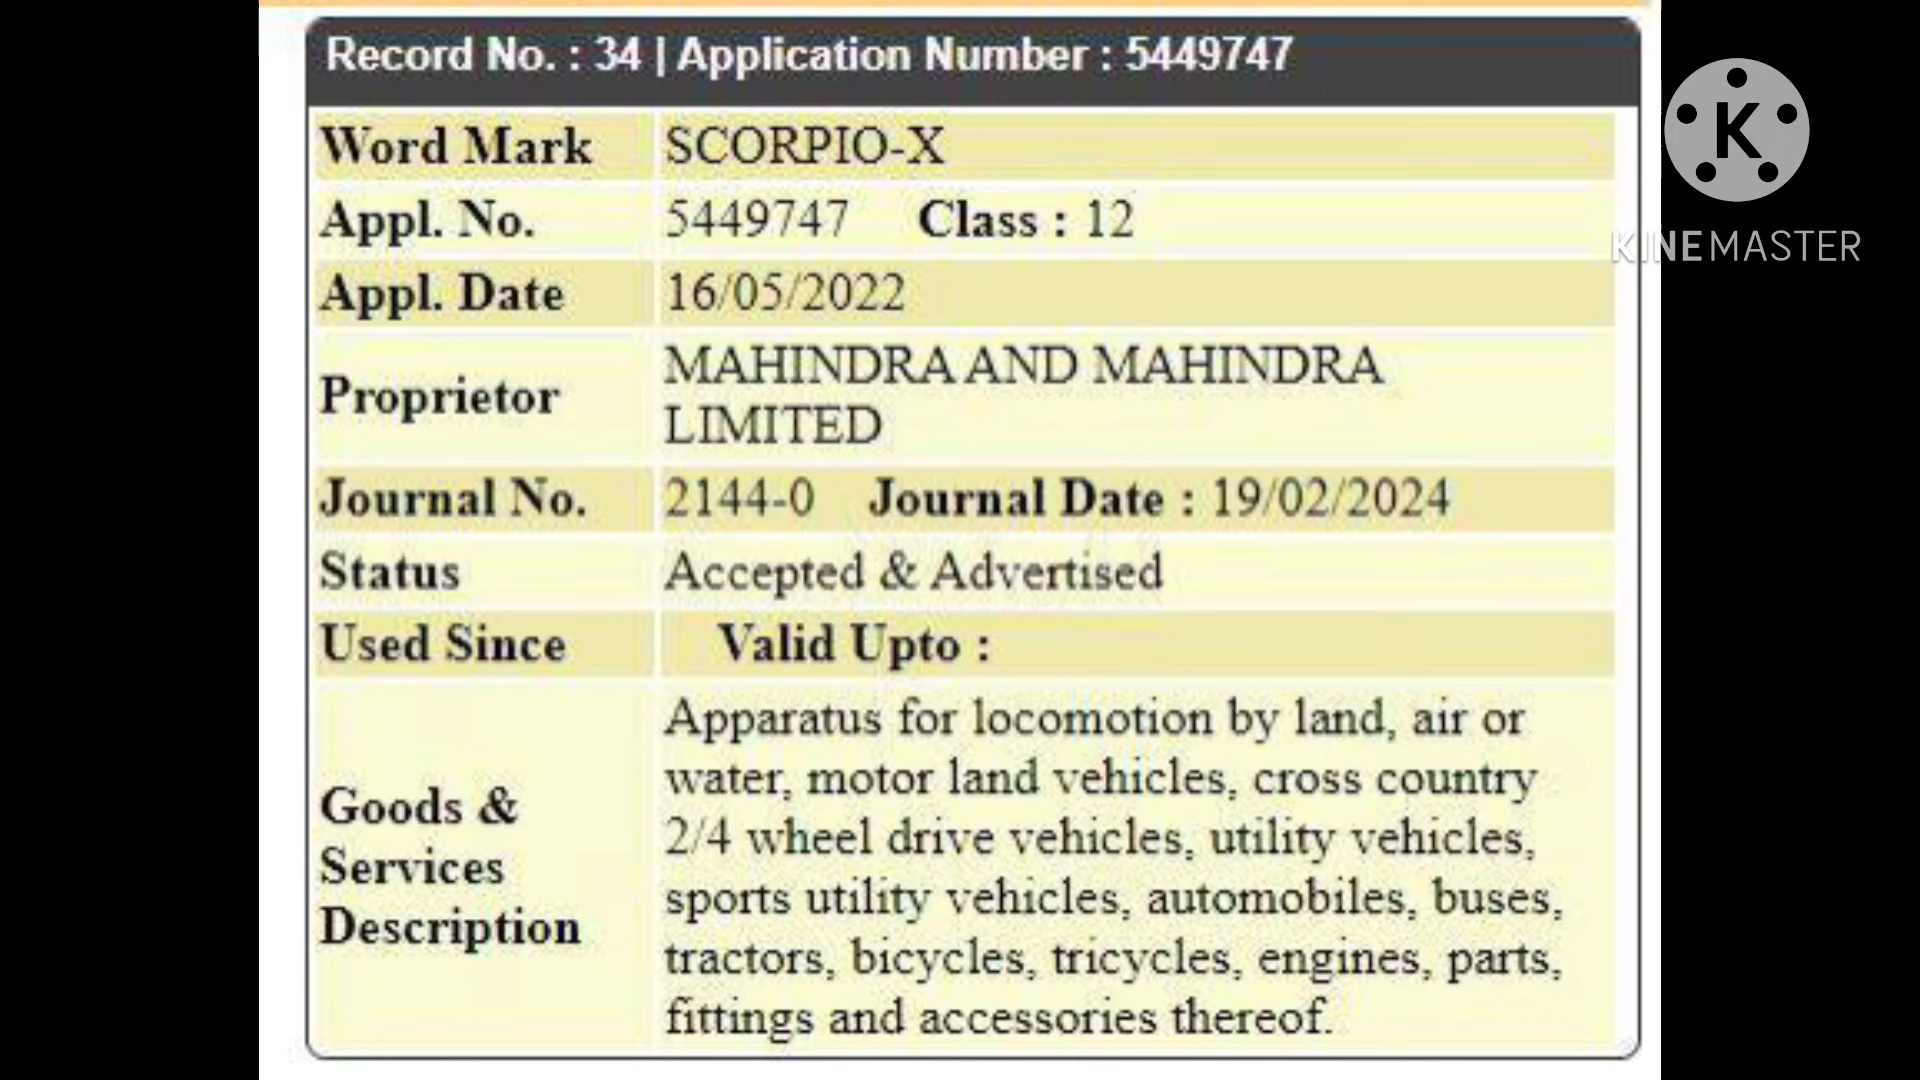 Record No. : 34 | Application Number : 5449747
Word Mark SCORPIO-X
Appl. No. 5449747 Class : 12
Appl. Date 16/05/2022
Proprietor MAHINDRA AND MAHINDRA
LIMITED
Journal No. 2144-0 Journal Date : 19/02/2024
Status Accepted & Advertised
Used Since Valid Upto :
Goods &
Services
Description
Apparatus for locomotion by land, air or
water, motor land vehicles, cross country
2/4 wheel drive vehicles, utility vehicles,
sports utility vehicles, automobiles, buses,
tractors, bicycles, tricycles, engines, parts,
fittings and accessories thereof.
K
KINEMASTER